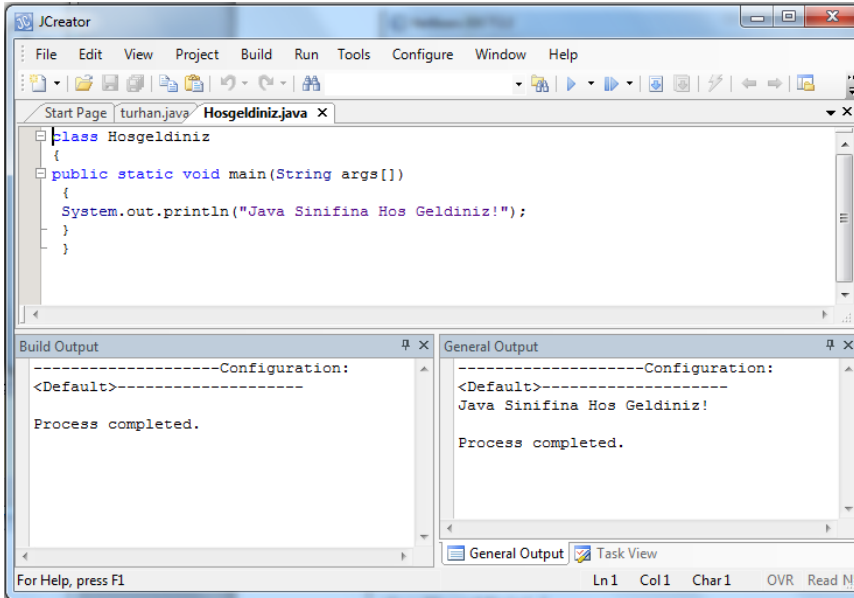 JCreator
File Edit View Project Build Run Tools Configure Window Help
Start Page turhan.java Hosgeldiniz.java
class Hosgeldiniz
{
public static void main(String args[])
{
System.out.println("Java Sinifina Hos Geldiniz!");
}
}
Build Output
--------------------Configuration:
<Default>--------------------
Process completed.
General Output
--------------------Configuration:
<Default>--------------------
Java Sinifina Hos Geldiniz!
Process completed.
General Output Task View
For Help, press F1
Ln 1 Col 1 Char 1 OVR Read